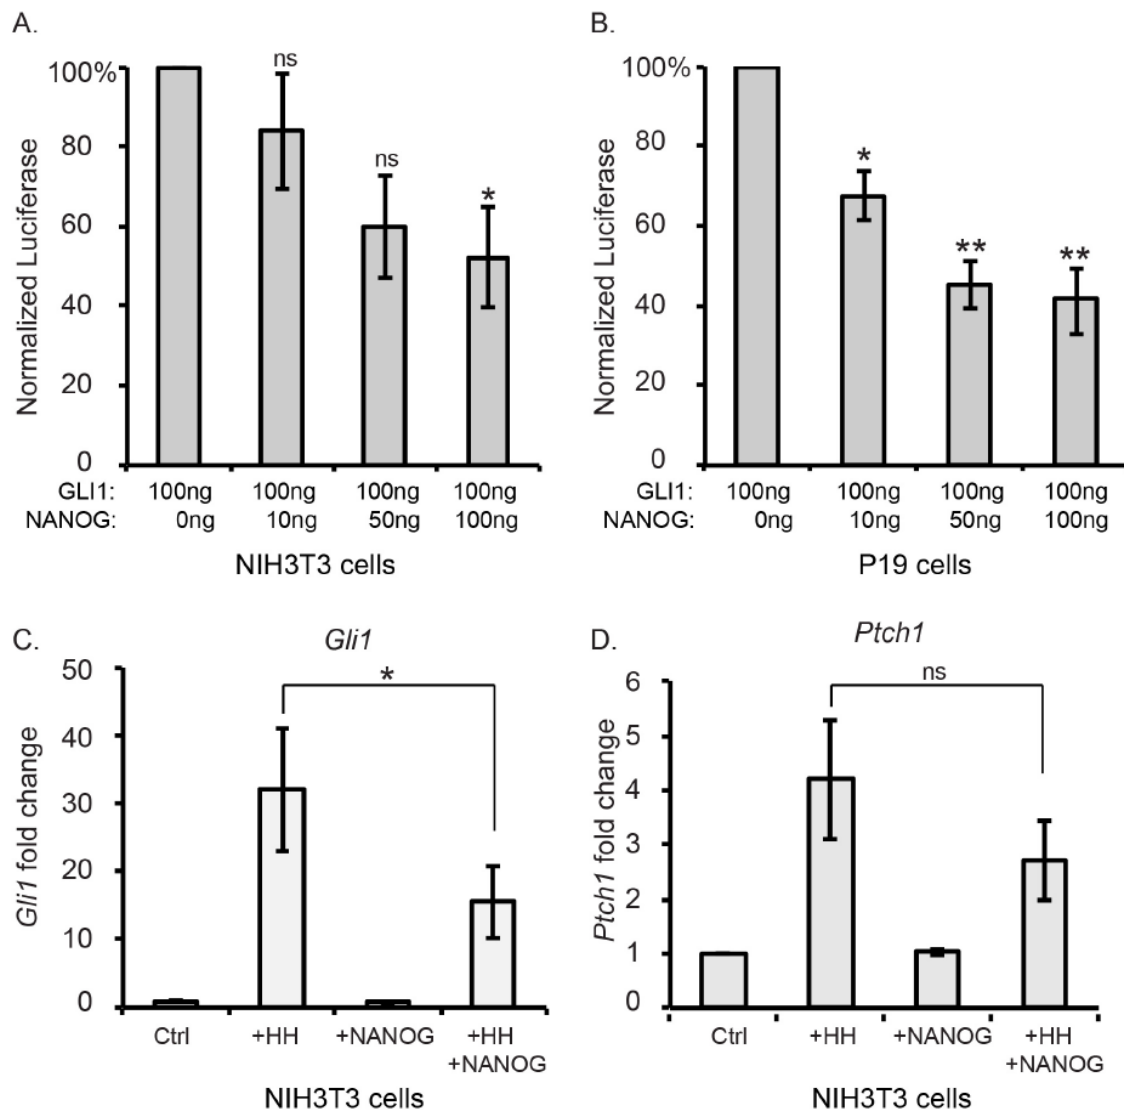 A.
Normalized Luciferase
100%
80
60
40
20
0
ns
ns
*
GLI1: 100ng 100ng 100ng 100ng
NANOG: 0ng 10ng 50ng 100ng
NIH3T3 cells
B.
Normalized Luciferase
100%
80
60
40
20
0
*
**
**
GLI1: 100ng 100ng 100ng 100ng
NANOG: 0ng 10ng 50ng 100ng
P19 cells
C.
Gli1
Gli1 fold change
50
40
30
20
10
0
*
Ctrl +HH +NANOG +HH
+NANOG
NIH3T3 cells
D.
Ptch1
Ptch1 fold change
6
5
4
3
2
1
0
ns
Ctrl +HH +NANOG +HH
+NANOG
NIH3T3 cells